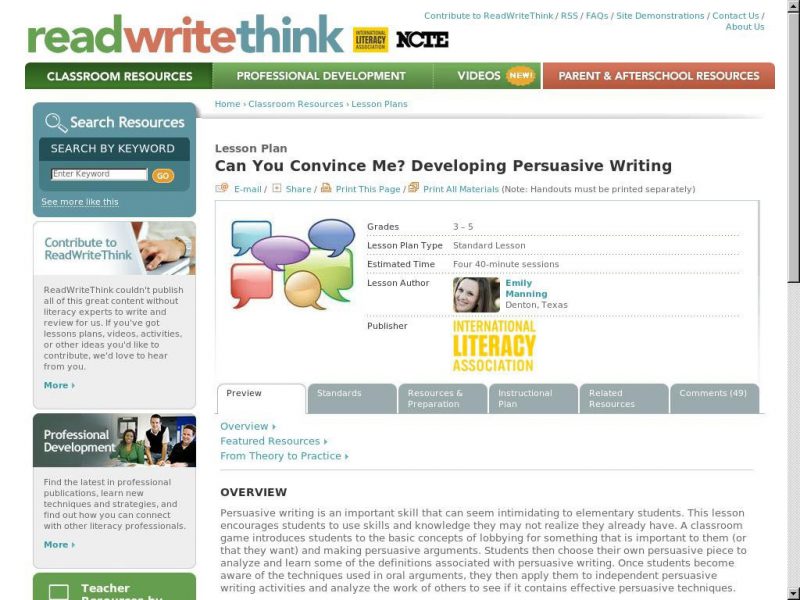 Contribute to ReadWriteThink / RSS / FAQs / Site Demonstrations / Contact Us /
About Us
readwritethink
INTERNATIONAL
LITERACY
ASSOCIATION
NCTE
CLASSROOM RESOURCES
PROFESSIONAL DEVELOPMENT
VIDEOS NEW!
PARENT & AFTERSCHOOL RESOURCES
Home › Classroom Resources › Lesson Plans
Search Resources
SEARCH BY KEYWORD
Enter Keyword
GO
See more like this
Contribute to
ReadWriteThink
ReadWriteThink couldn't publish
all of this great content without
literacy experts to write and
review for us. If you've got
lessons plans, videos, activities,
or other ideas you'd like to
contribute, we'd love to hear
from you.
More ›
Professional
Development
Find the latest in professional
publications, learn new
techniques and strategies, and
find out how you can connect
with other literacy professionals.
More ›
Teacher
Resources by
Lesson Plan
Can You Convince Me? Developing Persuasive Writing
E-mail / Share / Print This Page / Print All Materials (Note: Handouts must be printed separately)
Grades 3 – 5
Lesson Plan Type Standard Lesson
Estimated Time Four 40-minute sessions
Lesson Author Emily
Manning
Denton, Texas
Publisher
INTERNATIONAL
LITERACY
ASSOCIATION
Preview
Standards
Resources &
Preparation
Instructional
Plan
Related
Resources
Comments (49)
Overview
Featured Resources
From Theory to Practice
OVERVIEW
Persuasive writing is an important skill that can seem intimidating to elementary students. This lesson
encourages students to use skills and knowledge they may not realize they already have. A classroom
game introduces students to the basic concepts of lobbying for something that is important to them (or
that they want) and making persuasive arguments. Students then choose their own persuasive piece to
analyze and learn some of the definitions associated with persuasive writing. Once students become
aware of the techniques used in oral arguments, they then apply them to independent persuasive
writing activities and analyze the work of others to see if it contains effective persuasive techniques.